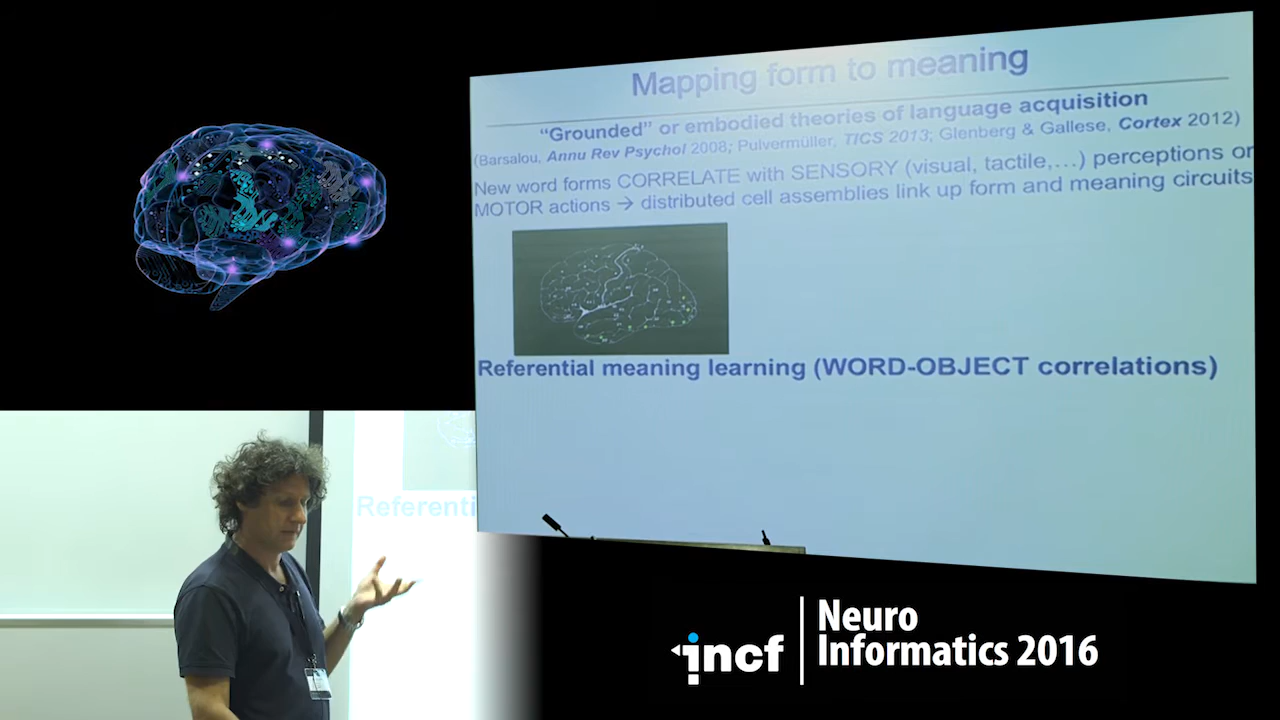 Mapping form to meaning
“Grounded” or embodied theories of language acquisition
(Barsalou, Annu Rev Psychol 2008; Pulvermüller, TICS 2013; Glenberg & Gallese, Cortex 2012)
New word forms CORRELATE with SENSORY (visual, tactile,…) perceptions or
MOTOR actions → distributed cell assemblies link up form and meaning circuits
Referential meaning learning (WORD-OBJECT correlations)
Referenti
incf
Neuro
Informatics 2016